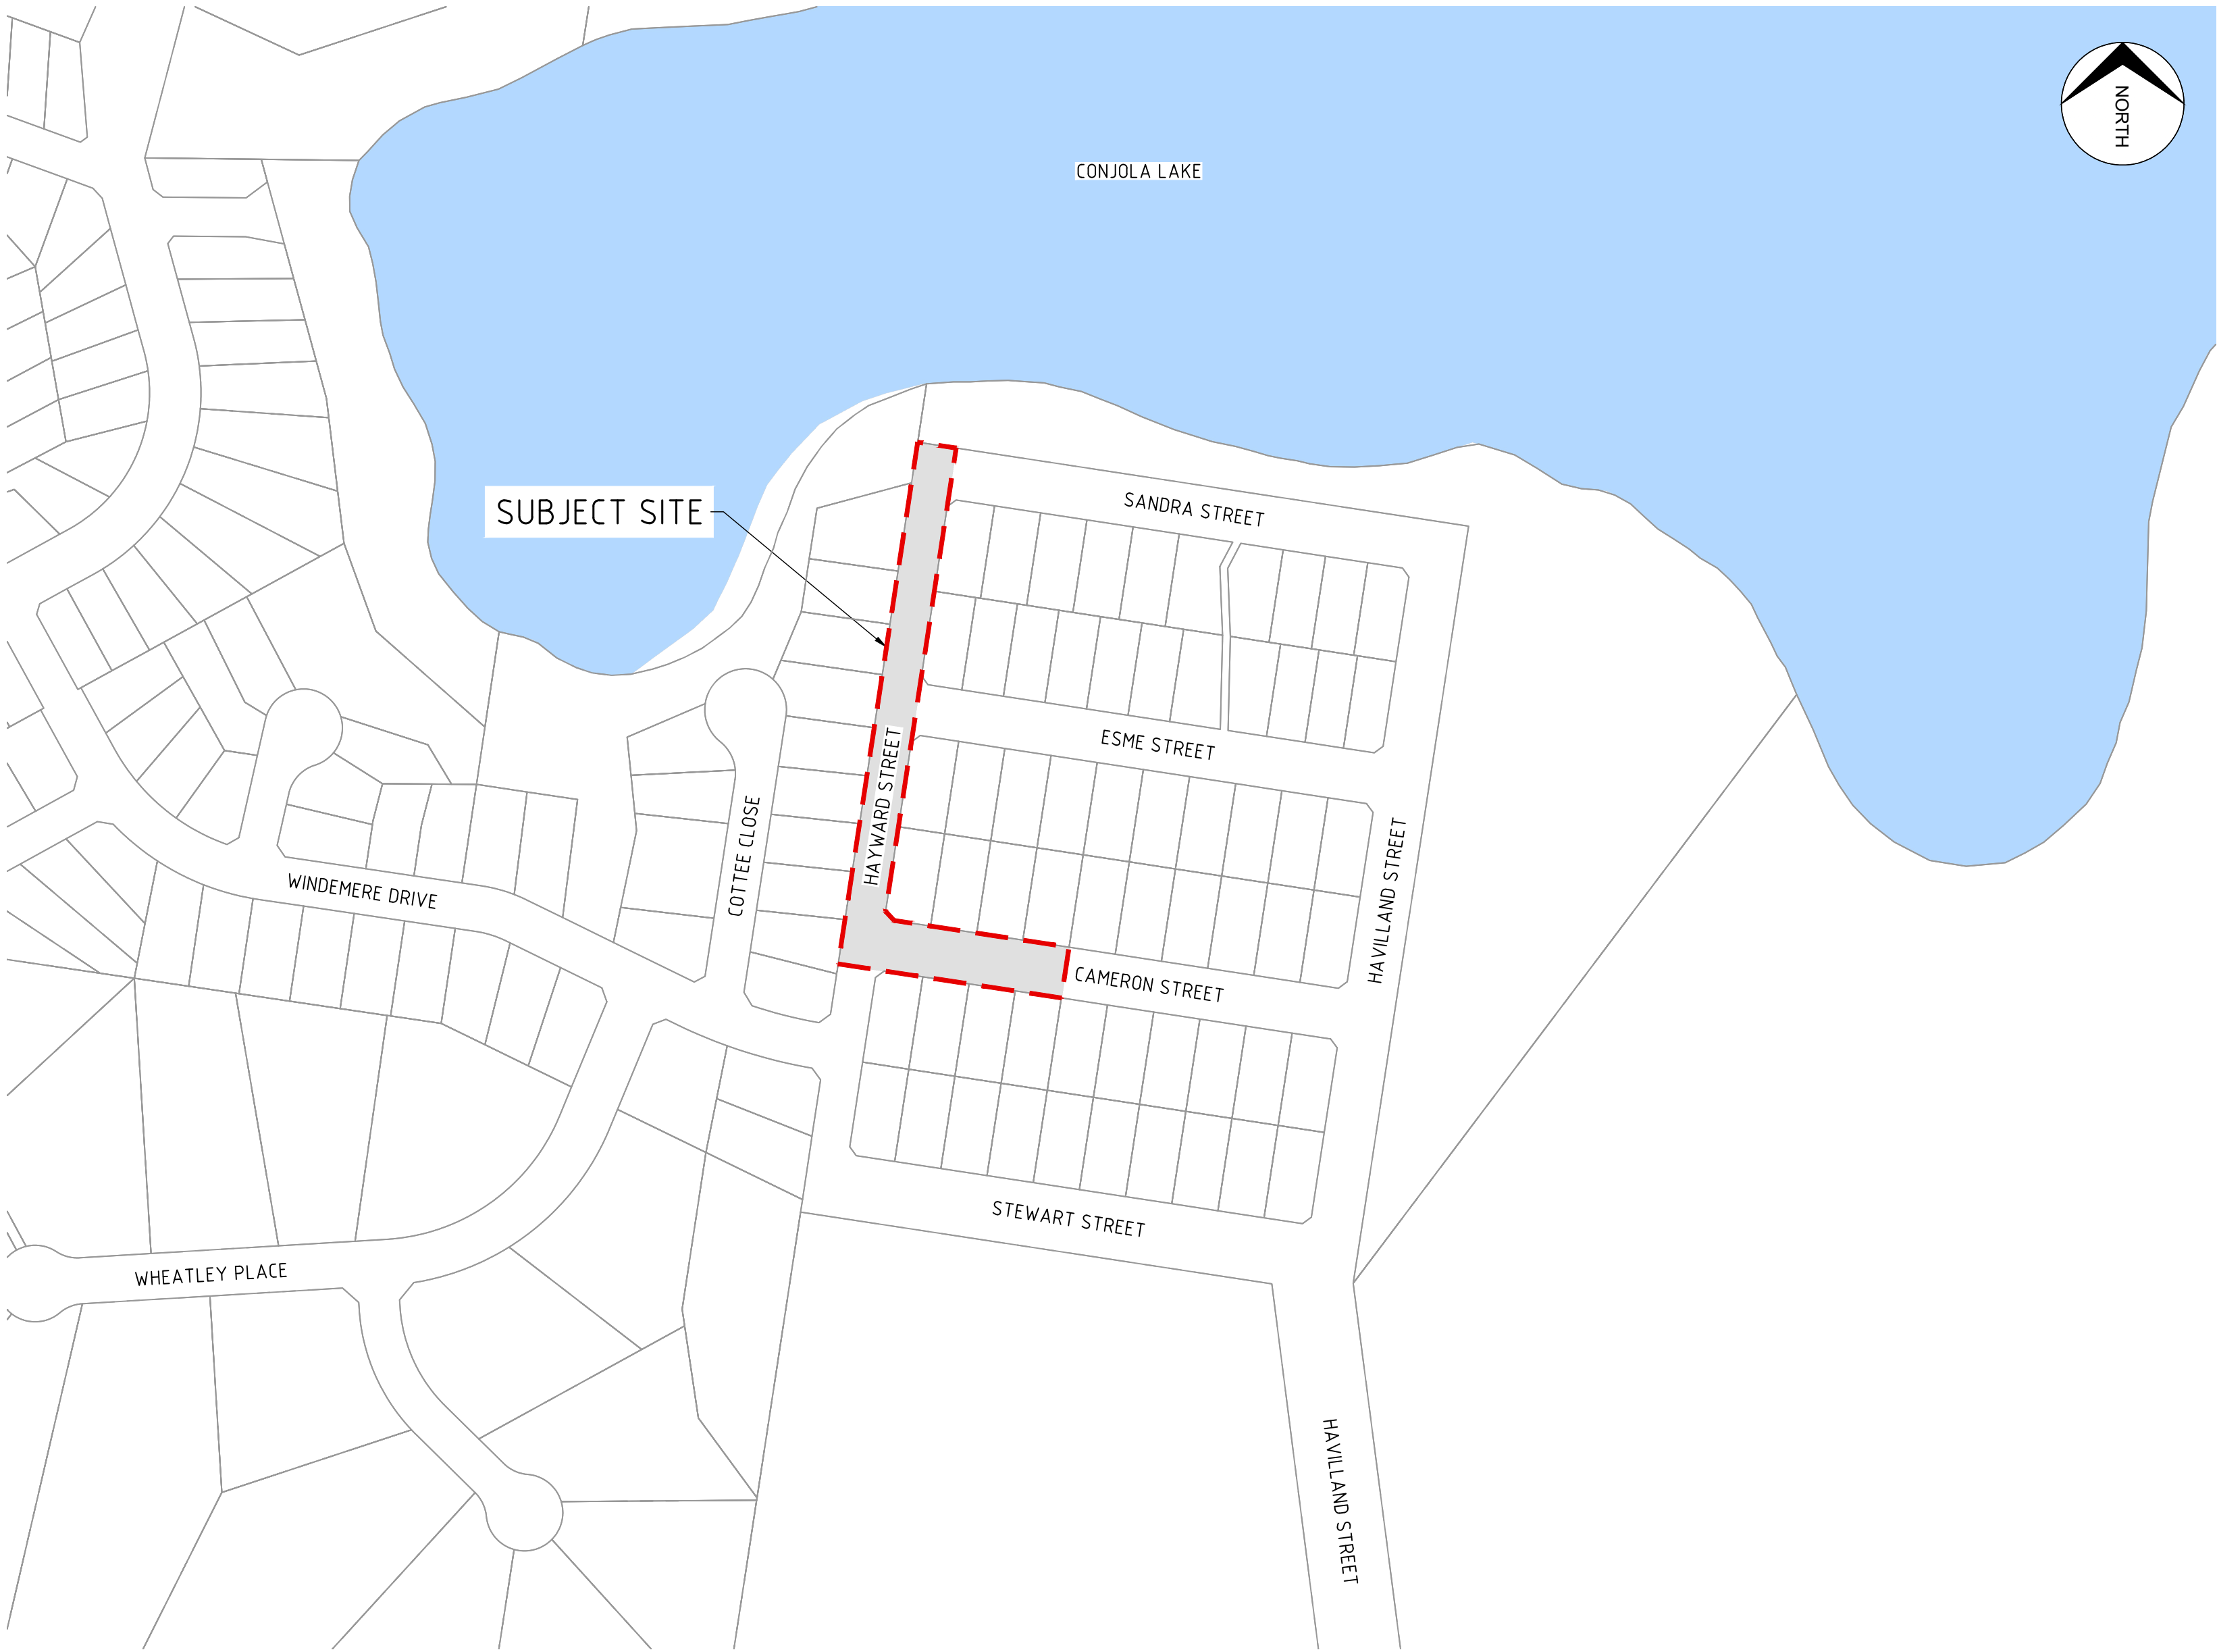 NORTH
CONJOLA LAKE
SUBJECT SITE
SANDRA STREET
ESME STREET
HAYWARD STREET
COTTEE CLOSE
HAVILLAND STREET
WINDEMERE DRIVE
CAMERON STREET
STEWART STREET
WHEATLEY PLACE
HAVILLAND STREET